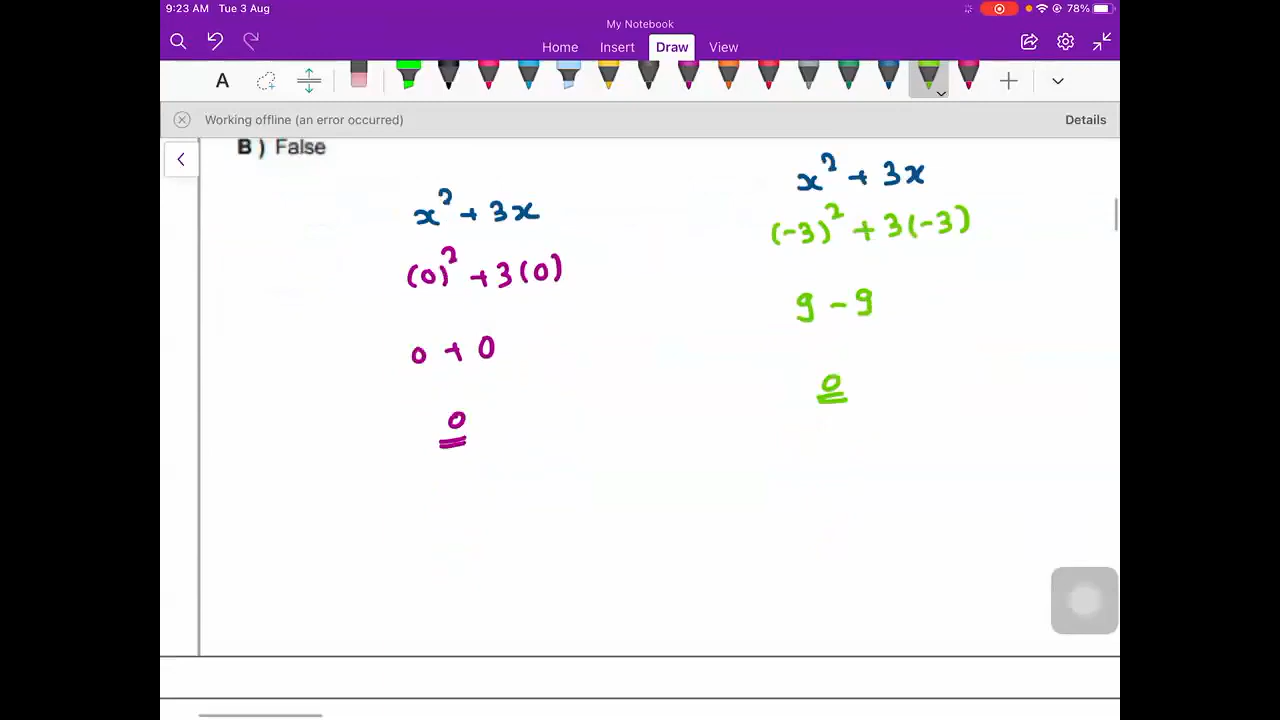 9:23 AM Tue 3 Aug
78%
My Notebook
Home Insert Draw View
A
Working offline (an error occurred)
Details
B ) False
x² + 3x
(0)² + 3(0)
0 + 0
0
x² + 3x
(-3)² + 3(-3)
9 - 9
0